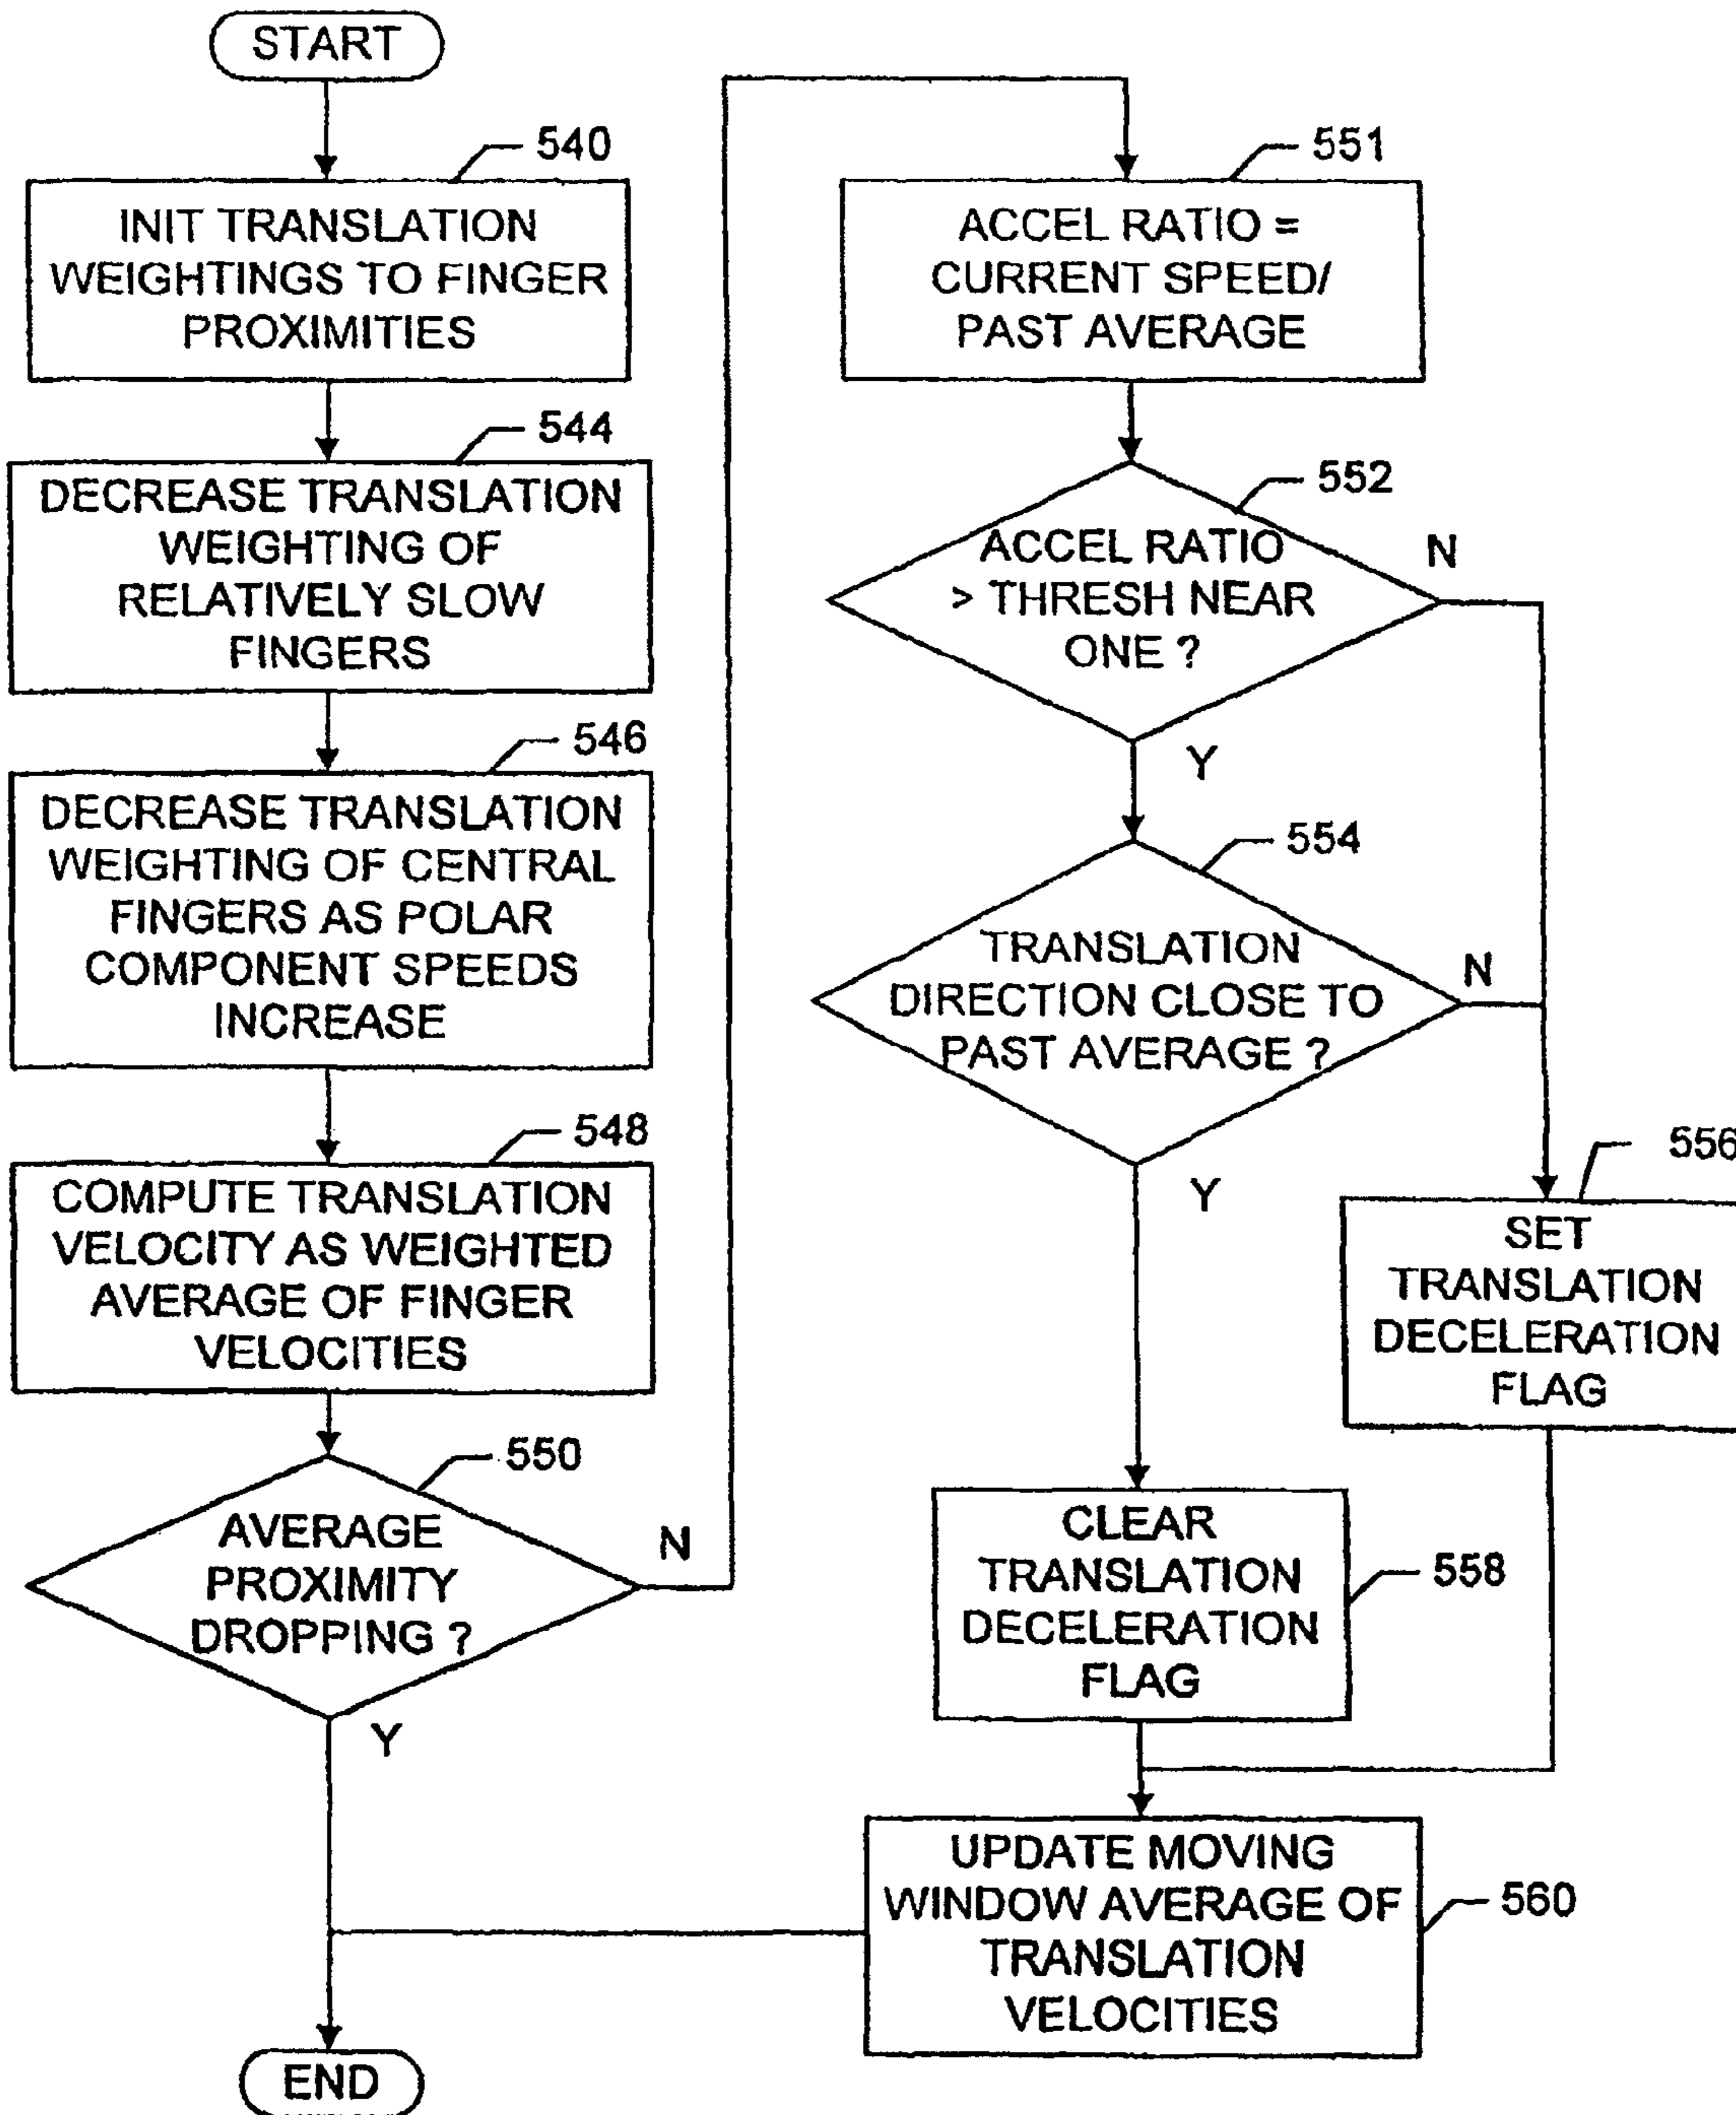 START
540
INIT TRANSLATION
WEIGHTINGS TO FINGER
PROXIMITIES
544
DECREASE TRANSLATION
WEIGHTING OF
RELATIVELY SLOW
FINGERS
546
DECREASE TRANSLATION
WEIGHTING OF CENTRAL
FINGERS AS POLAR
COMPONENT SPEEDS
INCREASE
548
COMPUTE TRANSLATION
VELOCITY AS WEIGHTED
AVERAGE OF FINGER
VELOCITIES
550
AVERAGE
PROXIMITY
DROPPING ?
N
Y
551
ACCEL RATIO =
CURRENT SPEED/
PAST AVERAGE
552
ACCEL RATIO
> THRESH NEAR
ONE ?
N
Y
554
TRANSLATION
DIRECTION CLOSE TO
PAST AVERAGE ?
N
Y
556
SET
TRANSLATION
DECELERATION
FLAG
558
CLEAR
TRANSLATION
DECELERATION
FLAG
560
UPDATE MOVING
WINDOW AVERAGE OF
TRANSLATION
VELOCITIES
END